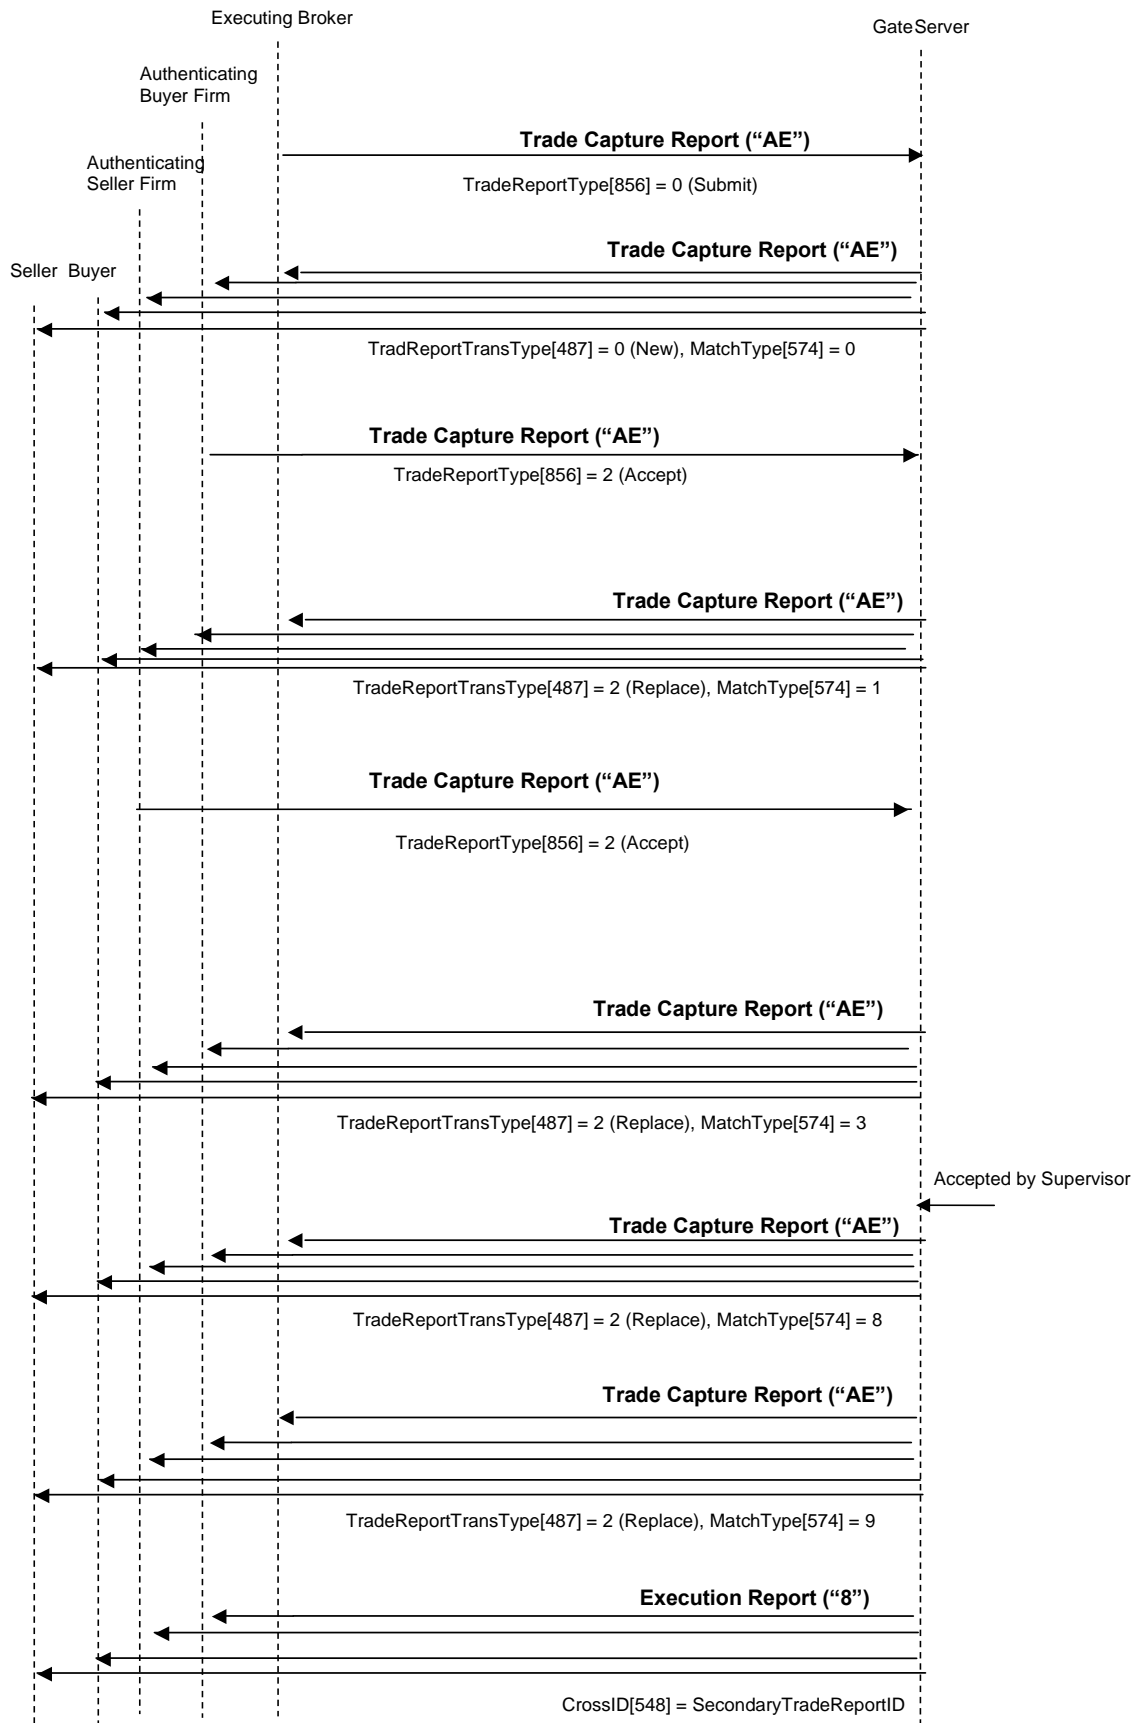 Executing Broker
GateServer
Authenticating
Buyer Firm
Trade Capture Report (“AE”)
Authenticating
Seller Firm
TradeReportType[856] = 0 (Submit)
Trade Capture Report (“AE”)
Seller Buyer
TradReportTransType[487] = 0 (New), MatchType[574] = 0
Trade Capture Report (“AE”)
TradeReportType[856] = 2 (Accept)
Trade Capture Report (“AE”)
TradeReportTransType[487] = 2 (Replace), MatchType[574] = 1
Trade Capture Report (“AE”)
TradeReportType[856] = 2 (Accept)
Trade Capture Report (“AE”)
TradeReportTransType[487] = 2 (Replace), MatchType[574] = 3
Accepted by Supervisor
Trade Capture Report (“AE”)
TradeReportTransType[487] = 2 (Replace), MatchType[574] = 8
Trade Capture Report (“AE”)
TradeReportTransType[487] = 2 (Replace), MatchType[574] = 9
Execution Report (“8”)
CrossID[548] = SecondaryTradeReportID